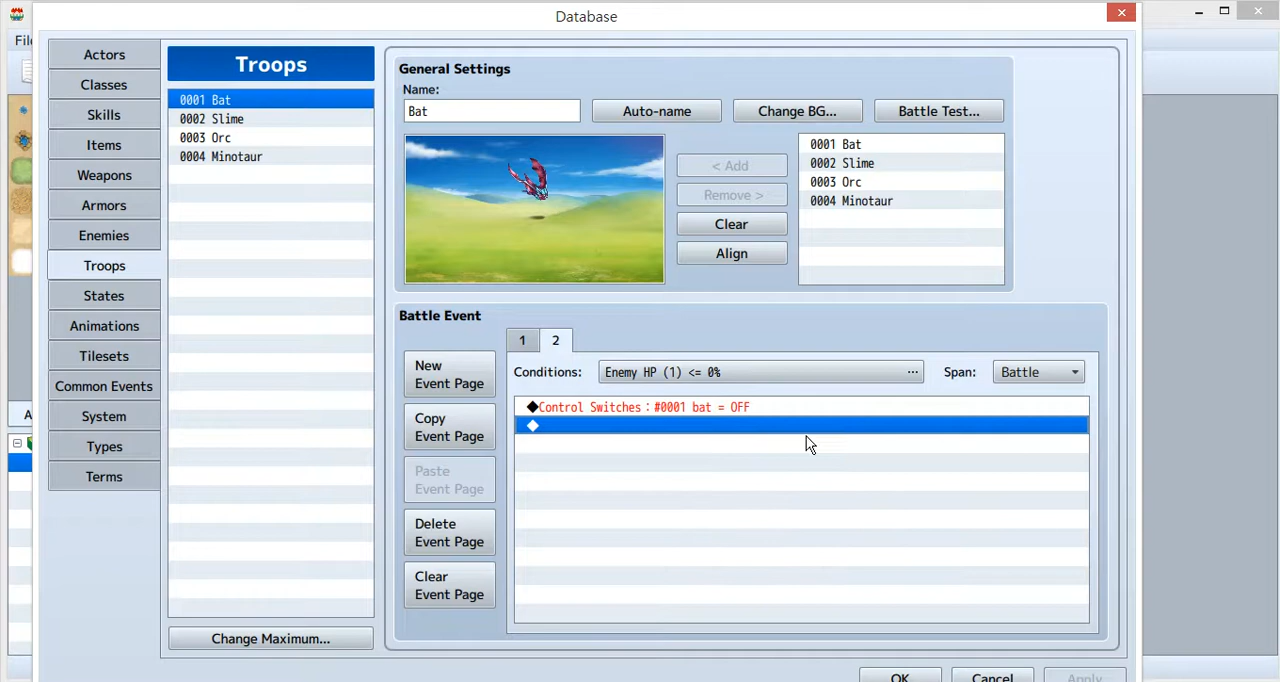 Database
File
Actors
Classes
Skills
Items
Weapons
Armors
Enemies
Troops
States
Animations
Tilesets
Common Events
System
Types
Terms
Troops
0001 Bat
0002 Slime
0003 Orc
0004 Minotaur
Change Maximum...
General Settings
Name:
Bat
Auto-name
Change BG...
Battle Test...
< Add
Remove >
Clear
Align
0001 Bat
0002 Slime
0003 Orc
0004 Minotaur
Battle Event
New
Event Page
Copy
Event Page
Paste
Event Page
Delete
Event Page
Clear
Event Page
1 2
Conditions: Enemy HP (1) <= 0% ... Span: Battle
◆Control Switches：#0001 bat = OFF
◆
OK
Cancel
Apply